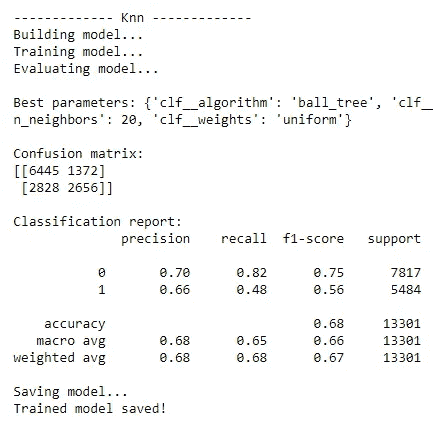 ------------- Knn -------------
Building model...
Training model...
Evaluating model...
Best parameters: {'clf__algorithm': 'ball_tree', 'clf__
n_neighbors': 20, 'clf__weights': 'uniform'}
Confusion matrix:
[[6445 1372]
[2828 2656]]
Classification report:
precision recall f1-score support
0 0.70 0.82 0.75 7817
1 0.66 0.48 0.56 5484
accuracy 0.68 13301
macro avg 0.68 0.65 0.66 13301
weighted avg 0.68 0.68 0.67 13301
Saving model...
Trained model saved!